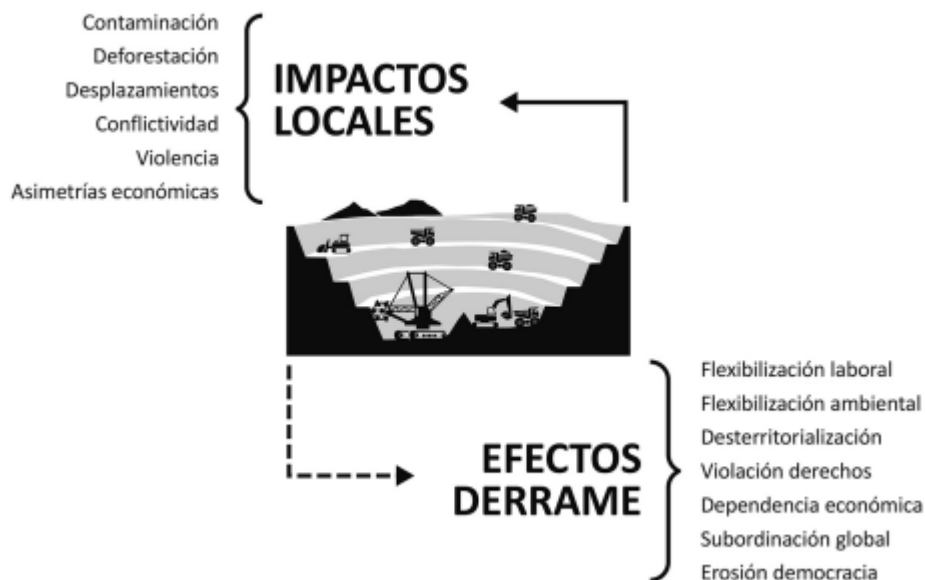 Contaminación
Deforestación
Desplazamientos
Conflictividad
Violencia
Asimetrías económicas
IMPACTOS
LOCALES
EFECTOS
DERRAME
Flexibilización laboral
Flexibilización ambiental
Desterritorialización
Violación derechos
Dependencia económica
Subordinación global
Erosión democracia